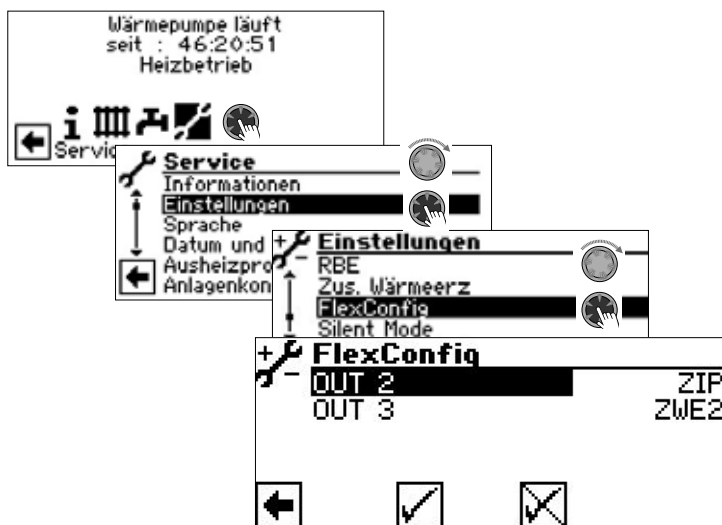 Wärmepumpe läuft
seit : 46:20:51
Heizbetrieb
Servic
Service
Informationen
Einstellungen
Sprache
Datum und
Ausheizpro
Anlagenkon
Einstellungen
RBE
Zus. Wärmeerz
FlexConfig
Silent Mode
FlexConfig
OUT 2 ZIP
OUT 3 ZWE2